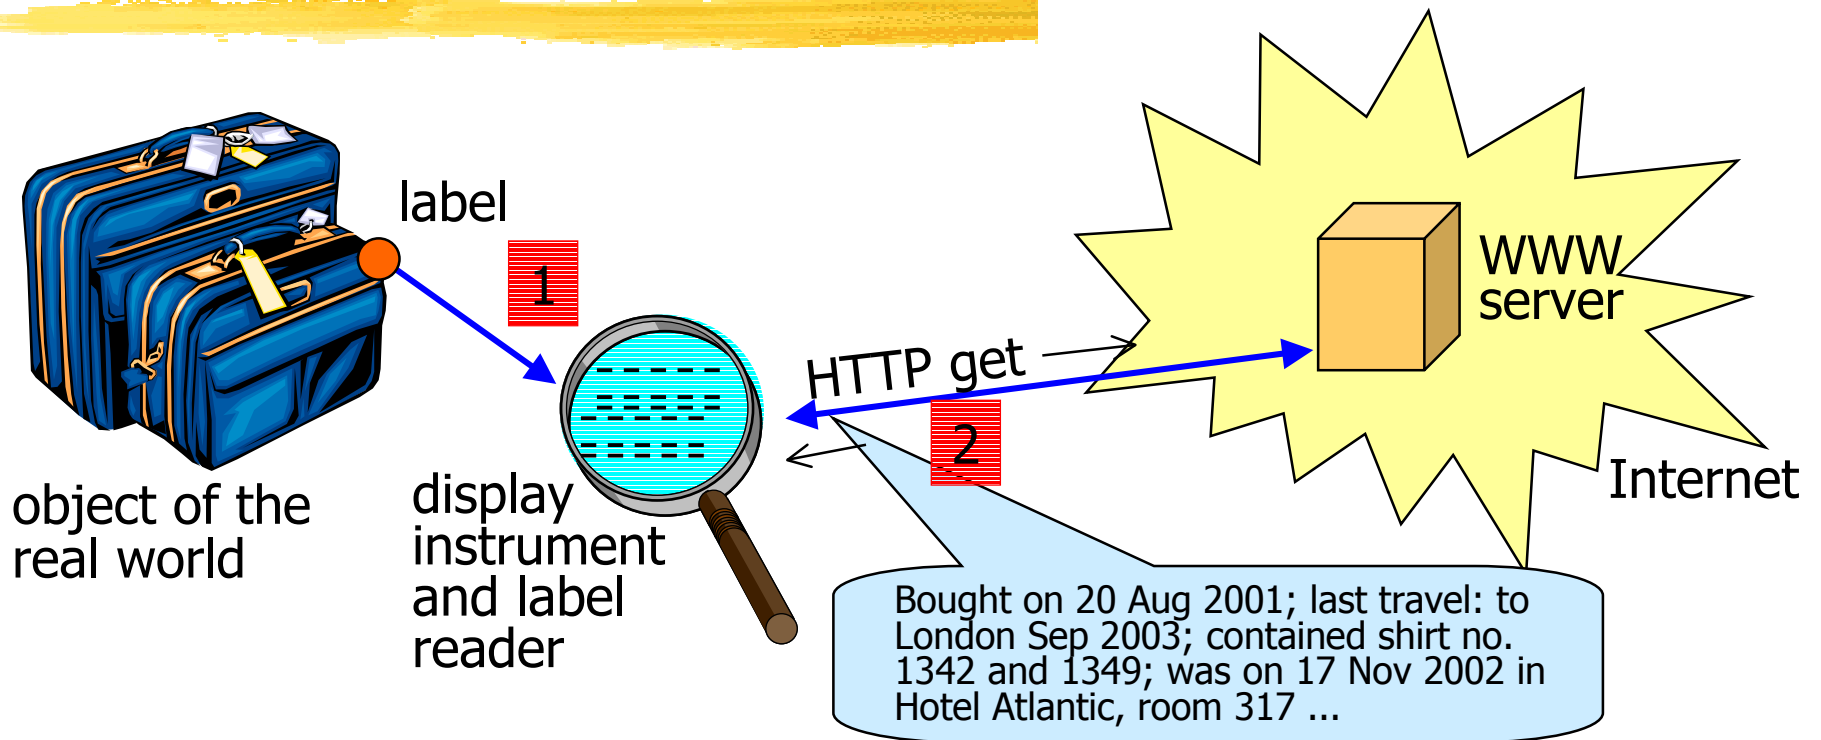 label
1
WWW
server
HTTP get
2
Internet
object of the
real world
display
instrument
and label
reader
Bought on 20 Aug 2001; last travel: to
London Sep 2003; contained shirt no.
1342 and 1349; was on 17 Nov 2002 in
Hotel Atlantic, room 317 ...